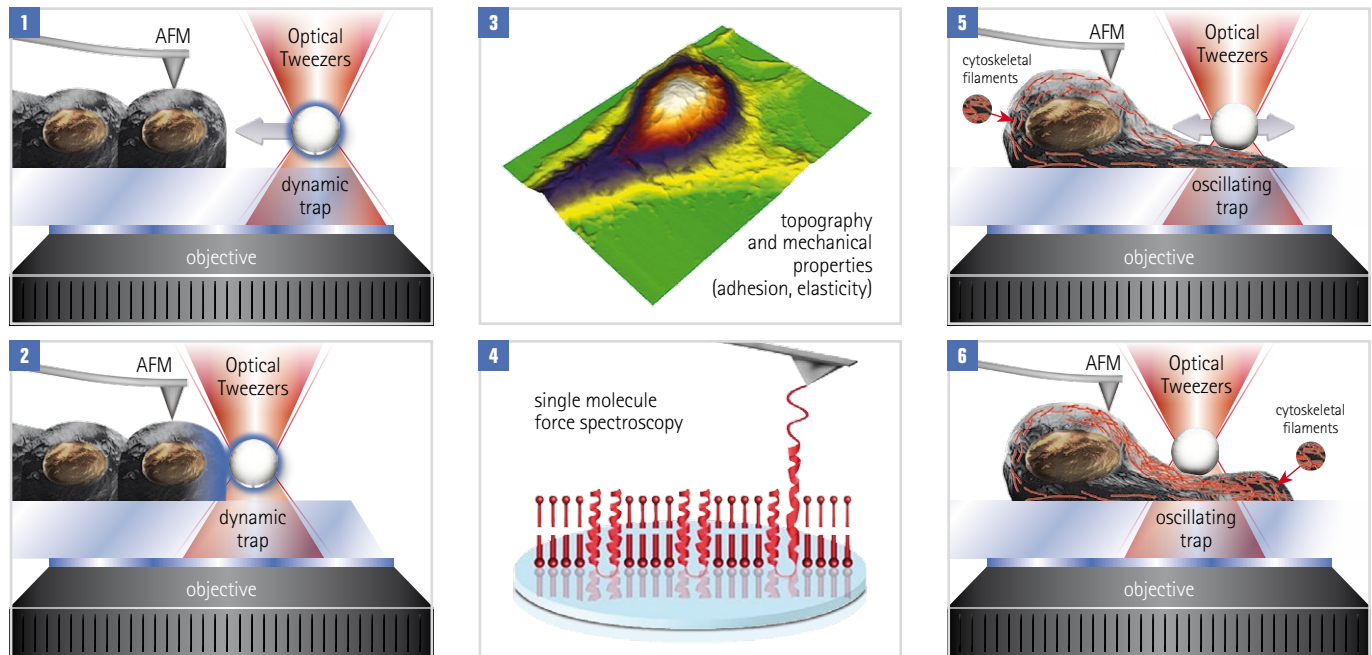 1
AFM
Optical
Tweezers
dynamic
trap
objective
2
AFM
Optical
Tweezers
dynamic
trap
objective
3
topography
and mechanical
properties
(adhesion, elasticity)
4
single molecule
force spectroscopy
5
AFM
Optical
Tweezers
cytoskeletal
filaments
oscillating
trap
objective
6
AFM
Optical
Tweezers
cytoskeletal
filaments
oscillating
trap
objective